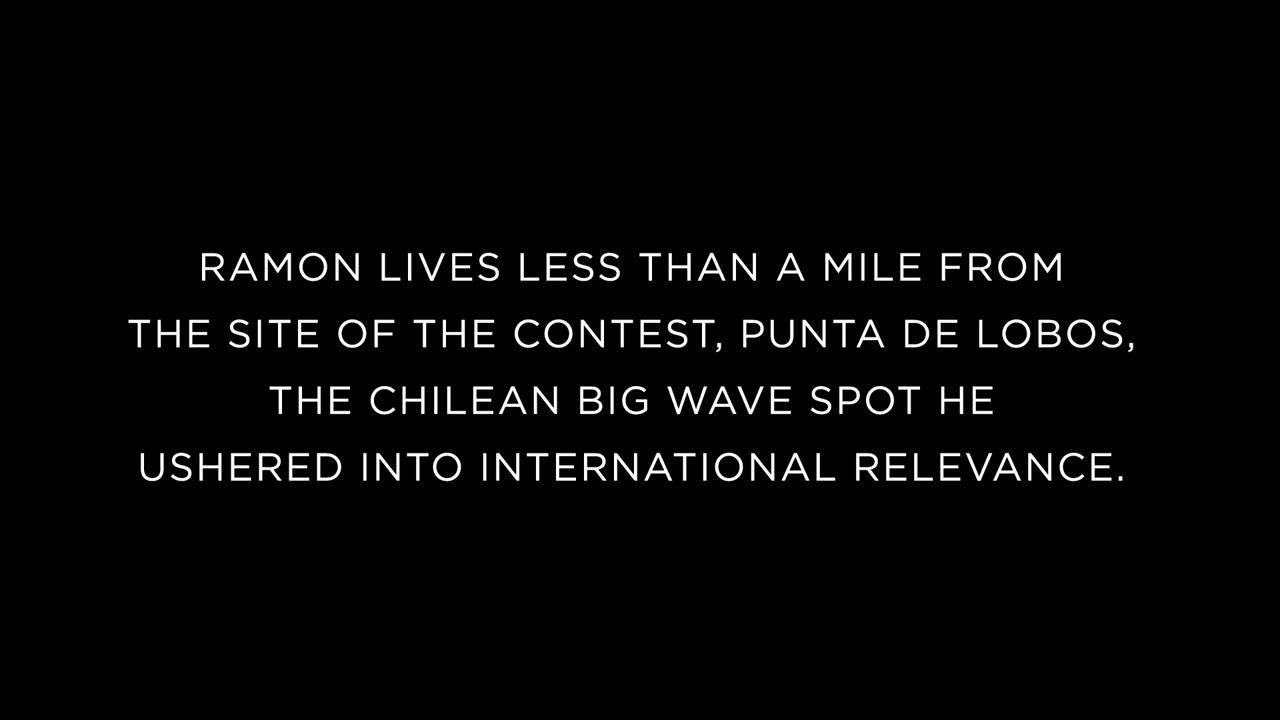 RAMON LIVES LESS THAN A MILE FROM
THE SITE OF THE CONTEST, PUNTA DE LOBOS,
THE CHILEAN BIG WAVE SPOT HE
USHERED INTO INTERNATIONAL RELEVANCE.